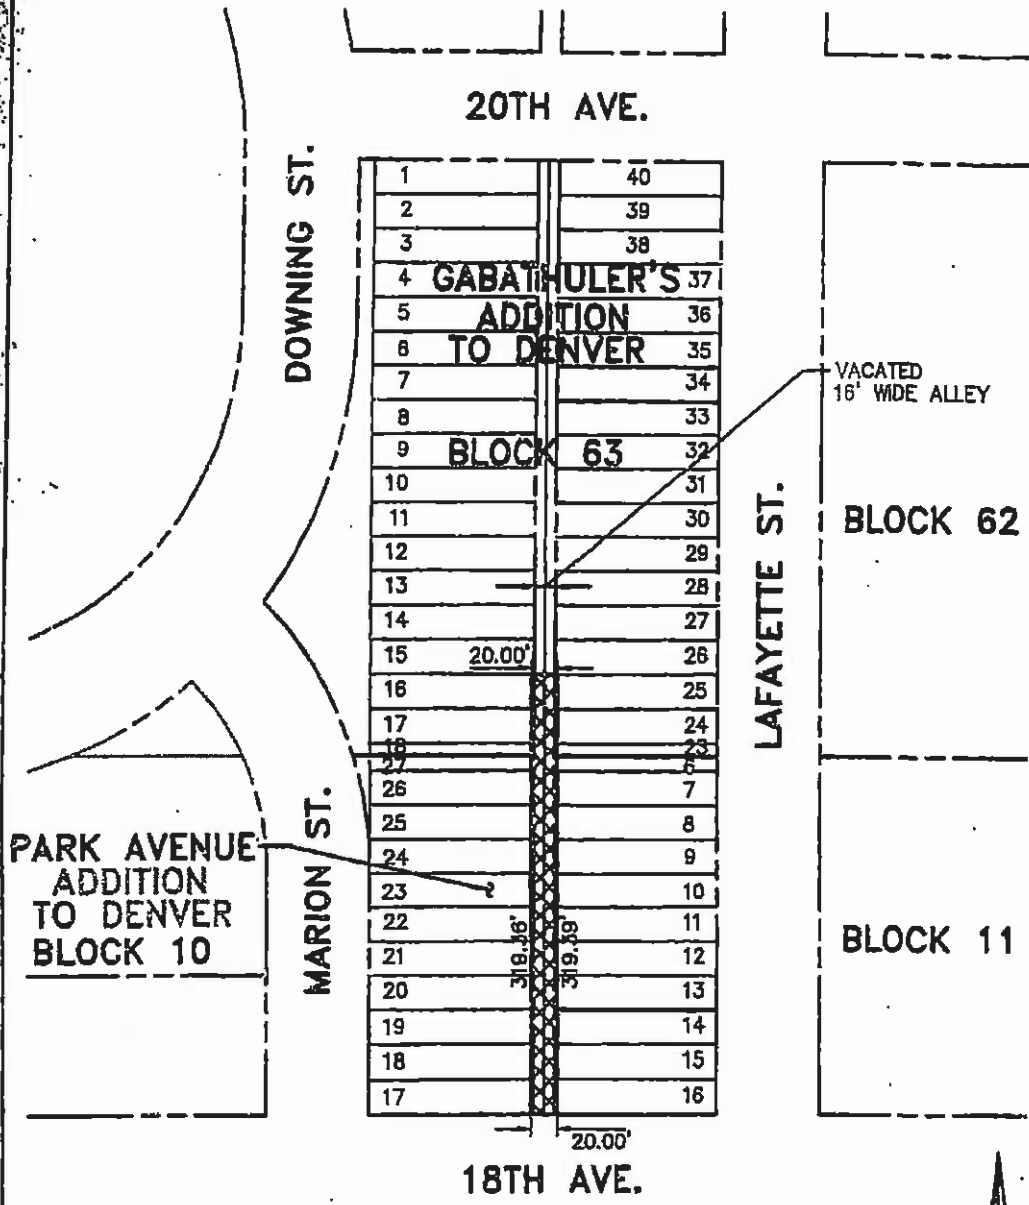 20TH AVE.
DOWNING ST.
1 40
2 39
3 38
4 GABATHULER'S 37
5 ADDITION 36
6 TO DENVER 35
7 34
VACATED
16' WIDE ALLEY
8 33
9 BLOCK 63 32
10 31
11 30
BLOCK 62
12 29
13 28
14 27
LAFAYETTE ST.
15 20.00' 26
16 25
17 24
18 23
27 6
26 7
25 8
PARK AVENUE
ADDITION
TO DENVER
BLOCK 10
MARION ST.
24 9
23 10
22 11
21 318.36' 319.39' 12
BLOCK 11
20 13
19 14
18 15
17 16
20.00'
18TH AVE.